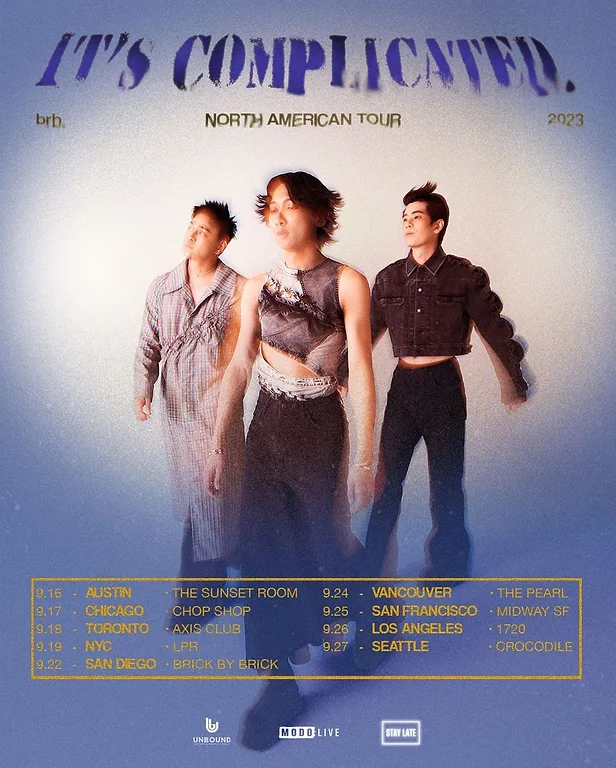 IT'S COMPLICATED.
brb. NORTH AMERICAN TOUR 2023
9.16 - AUSTIN · THE SUNSET ROOM
9.17 - CHICAGO · CHOP SHOP
9.18 - TORONTO · AXIS CLUB
9.19 - NYC · LPR
9.22 - SAN DIEGO · BRICK BY BRICK
9.24 - VANCOUVER · THE PEARL
9.25 - SAN FRANCISCO · MIDWAY SF
9.26 - LOS ANGELES · 1720
9.27 - SEATTLE · CROCODILE
UNBOUND
MODO·LIVE
STAY LATE